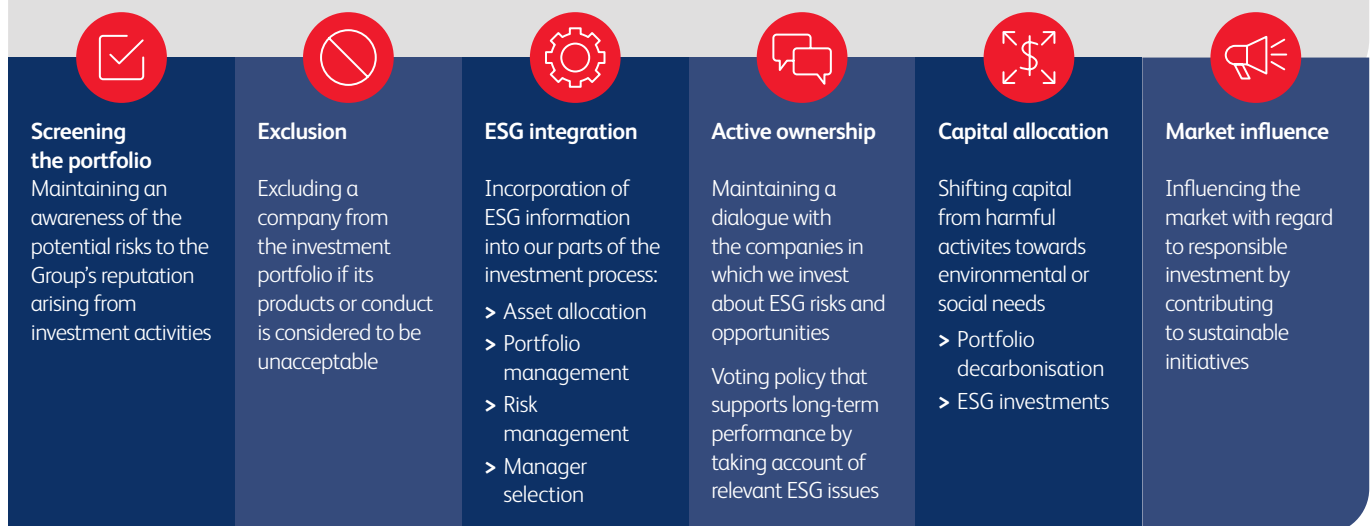 Screening
the portfolio
Maintaining an
awareness of the
potential risks to the
Group's reputation
arising from
investment activities
Exclusion
Excluding a
company from
the investment
portfolio if its
products or conduct
is considered to be
unacceptable
ESG integration
Incorporation of
ESG information
into our parts of the
investment process:
> Asset allocation
> Portfolio
management
> Risk
management
> Manager
selection
Active ownership
Maintaining a
dialogue with
the companies in
which we invest
about ESG risks and
opportunities
Voting policy that
supports long-term
performance by
taking account of
relevant ESG issues
Capital allocation
Shifting capital
from harmful
activites towards
environmental or
social needs
> Portfolio
decarbonisation
> ESG investments
Market influence
Influencing the
market with regard
to responsible
investment by
contributing
to sustainable
initiatives